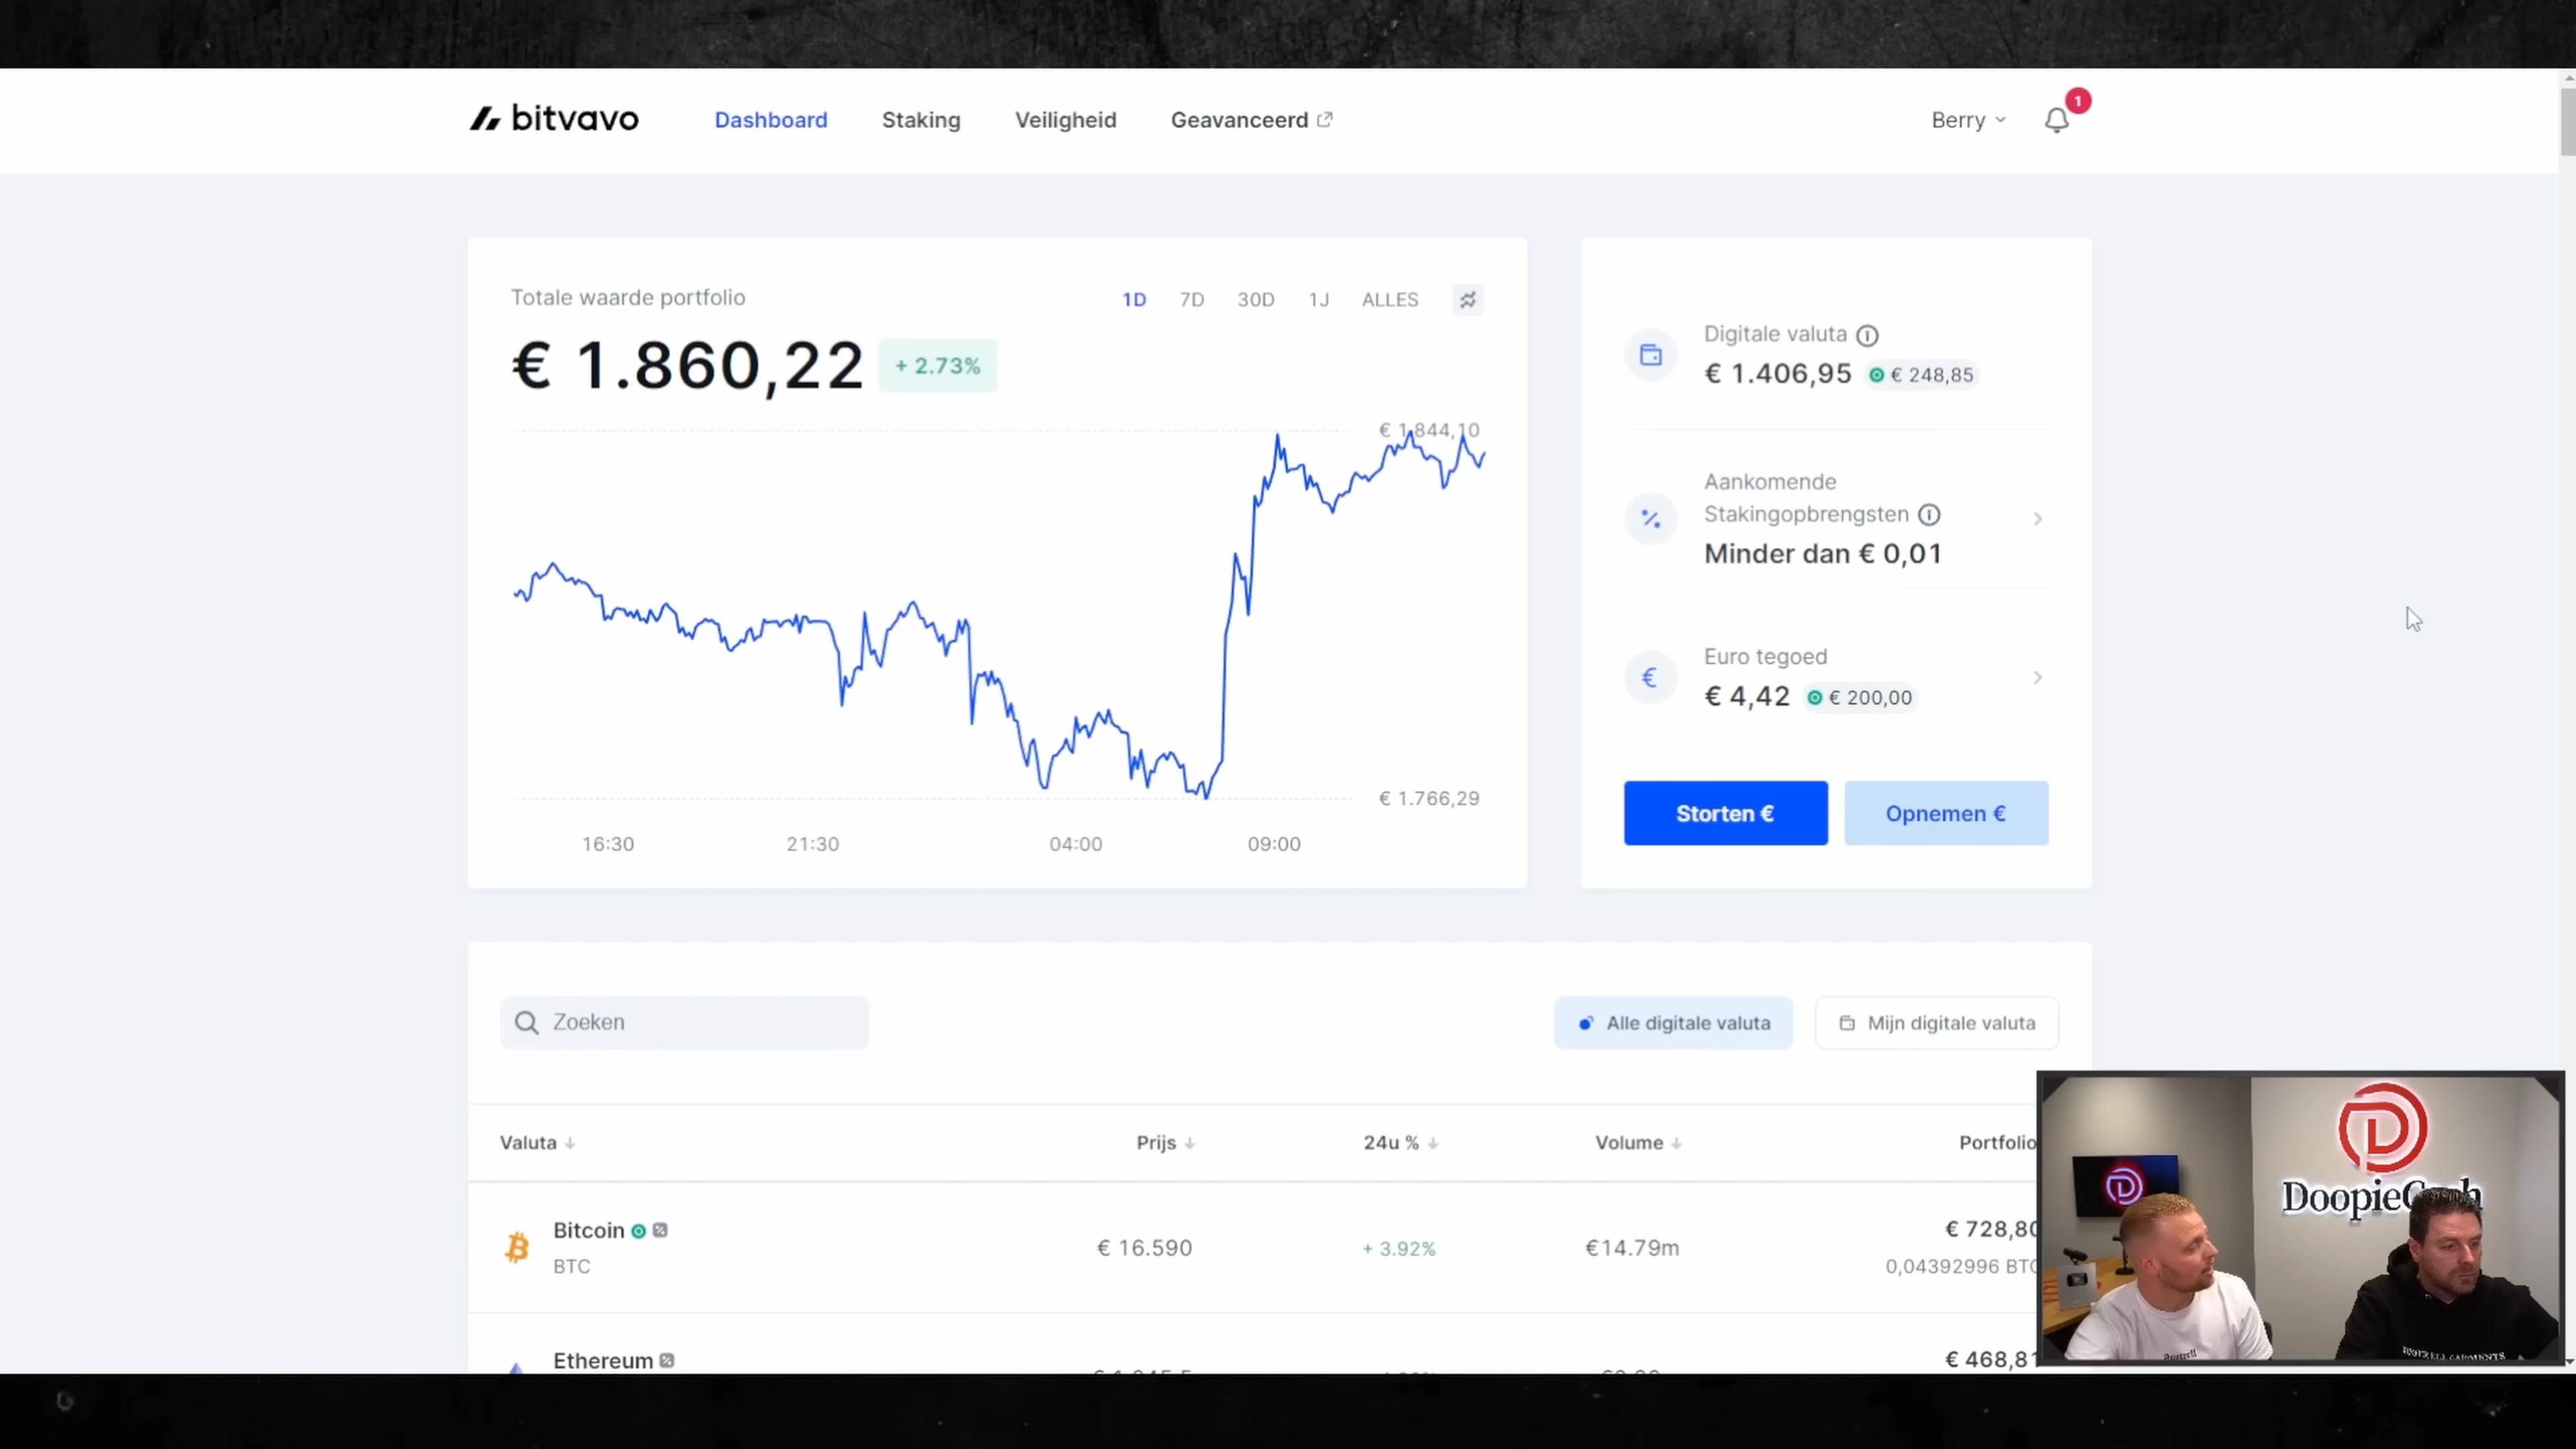 bitvavo
Dashboard
Staking
Veiligheid
Geavanceerd
Berry
1
Totale waarde portfolio
1D
7D
30D
1J
ALLES
€ 1.860,22
+ 2.73%
€ 1.844,10
€ 1.766,29
16:30
21:30
04:00
09:00
Digitale valuta
€ 1.406,95
€ 248,85
Aankomende
Stakingopbrengsten
Minder dan € 0,01
Euro tegoed
€ 4,42
€ 200,00
Storten €
Opnemen €
Zoeken
Alle digitale valuta
Mijn digitale valuta
Valuta
Prijs
24u %
Volume
Portfolio
Bitcoin
BTC
€ 16.590
+ 3.92%
€14.79m
€ 728,80
0,04392996 BTC
Ethereum
€ 468,81